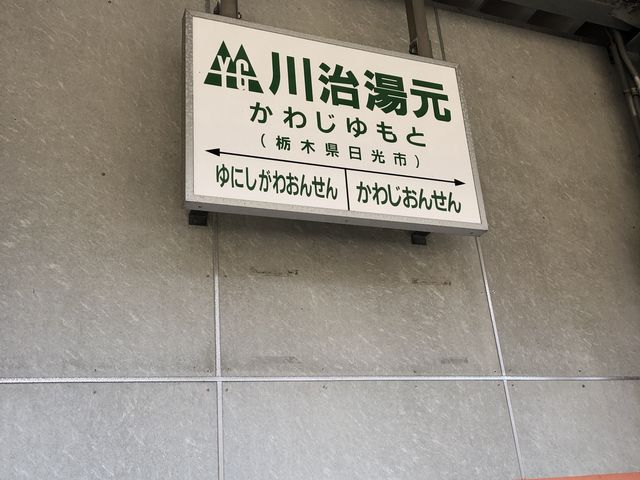 YG 川治湯元
かわじゆもと
(栃木県日光市)
ゆにしがわおんせん かわじおんせん